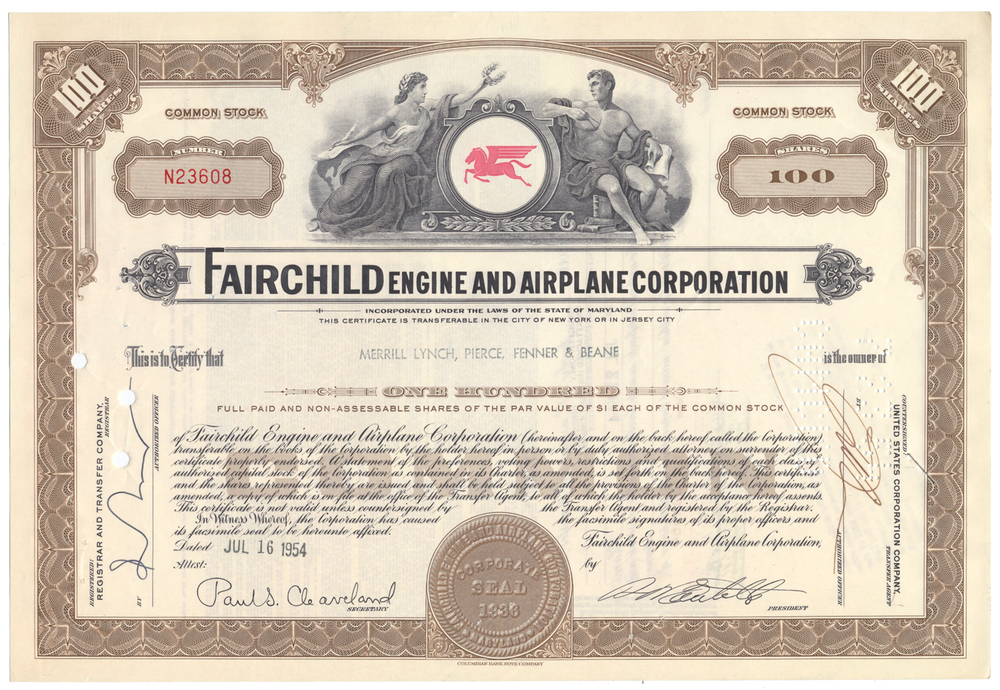 100 SHARES
100 SHARES
COMMON STOCK
COMMON STOCK
NUMBER
N23608
SHARES
100
FAIRCHILD ENGINE AND AIRPLANE CORPORATION
INCORPORATED UNDER THE LAWS OF THE STATE OF MARYLAND
THIS CERTIFICATE IS TRANSFERABLE IN THE CITY OF NEW YORK OR IN JERSEY CITY
This is to Certify that
MERRILL LYNCH, PIERCE, FENNER & BEANE
is the owner of
ONE HUNDRED
FULL PAID AND NON-ASSESSABLE SHARES OF THE PAR VALUE OF $1 EACH OF THE COMMON STOCK
of Fairchild Engine and Airplane Corporation (hereinafter and on the back hereof called the Corporation)
transferable on the books of the Corporation by the holder hereof in person or by duly authorized attorney on surrender of this
certificate properly endorsed. A statement of the preferences, voting powers, restrictions and qualifications of each class of
authorized capital stock of the Corporation as contained in its Charter, as amended, is set forth on the back hereof. This certificate
and the shares represented hereby are issued and shall be held subject to all the provisions of the Charter of the Corporation, as
amended, a copy of which is on file at the office of the Transfer Agent, to all of which the holder by the acceptance hereof assents.
This certificate is not valid unless countersigned by the Transfer Agent and registered by the Registrar.
In Witness Whereof, the Corporation has caused the facsimile signatures of its proper officers and
its facsimile seal to be hereunto affixed.
Dated JUL 16 1954
Fairchild Engine and Airplane Corporation,
Attest:
by
Paul S. Cleaveland
SECRETARY
PRESIDENT
CORPORATE
SEAL
1936
MARYLAND
REGISTERED:
REGISTRAR AND TRANSFER COMPANY,
REGISTRAR
BY
AUTHORIZED OFFICER
COUNTERSIGNED:
UNITED STATES CORPORATION COMPANY,
TRANSFER AGENT
BY
AUTHORIZED OFFICER
COLUMBIAN BANK NOTE COMPANY